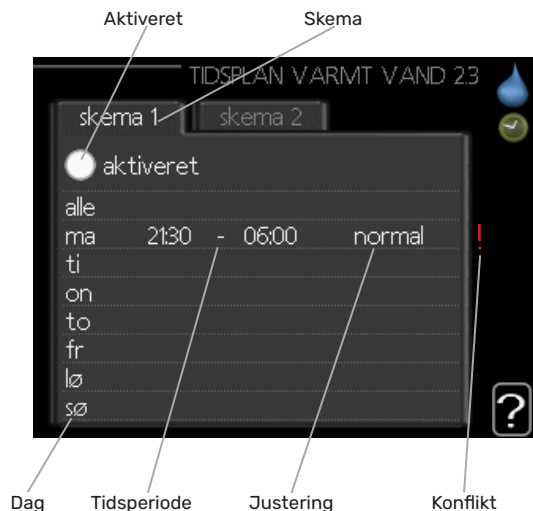 Aktiveret Skema
TIDSPLAN VARMT VAND 2.3
skema 1 skema 2
aktiveret
alle
ma 21:30 - 06:00 normal !
ti
on
to
fr
lø
sø
?
Dag Tidsperiode Justering Konflikt